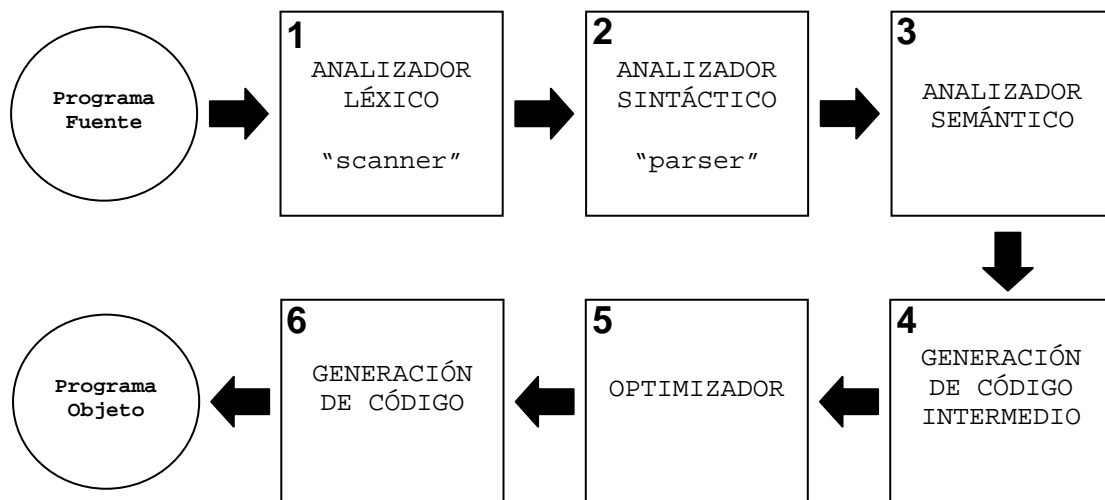 Programa
Fuente
1
ANALIZADOR
LÉXICO
“scanner”
2
ANALIZADOR
SINTÁCTICO
“parser”
3
ANALIZADOR
SEMÁNTICO
4
GENERACIÓN
DE CÓDIGO
INTERMEDIO
5
OPTIMIZADOR
6
GENERACIÓN
DE CÓDIGO
Programa
Objeto